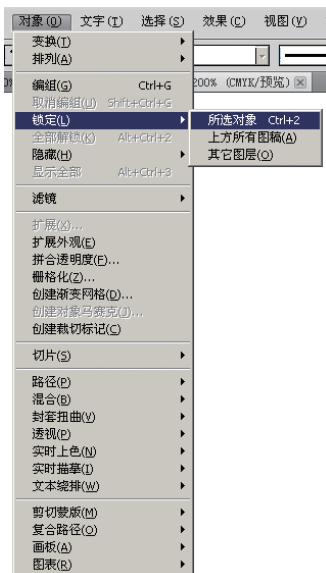 对象(O) 文字(T) 选择(S) 效果(C) 视图(V)
变换(T)
排列(A)
200% (CMYK/预览)
编组(G) Ctrl+G
取消编组(U) Shift+Ctrl+G
锁定(L)
所选对象 Ctrl+2
全部解锁(K) Alt+Ctrl+2
上方所有图稿(A)
隐藏(H)
其它图层(O)
显示全部 Alt+Ctrl+3
滤镜
扩展(X)...
扩展外观(E)
拼合透明度(F)...
栅格化(Z)...
创建渐变网格(D)...
创建对象马赛克(J)...
创建裁切标记(C)
切片(S)
路径(P)
混合(B)
封套扭曲(V)
透视(P)
实时上色(N)
实时描摹(I)
文本绕排(W)
剪切蒙版(M)
复合路径(O)
画板(A)
图表(R)